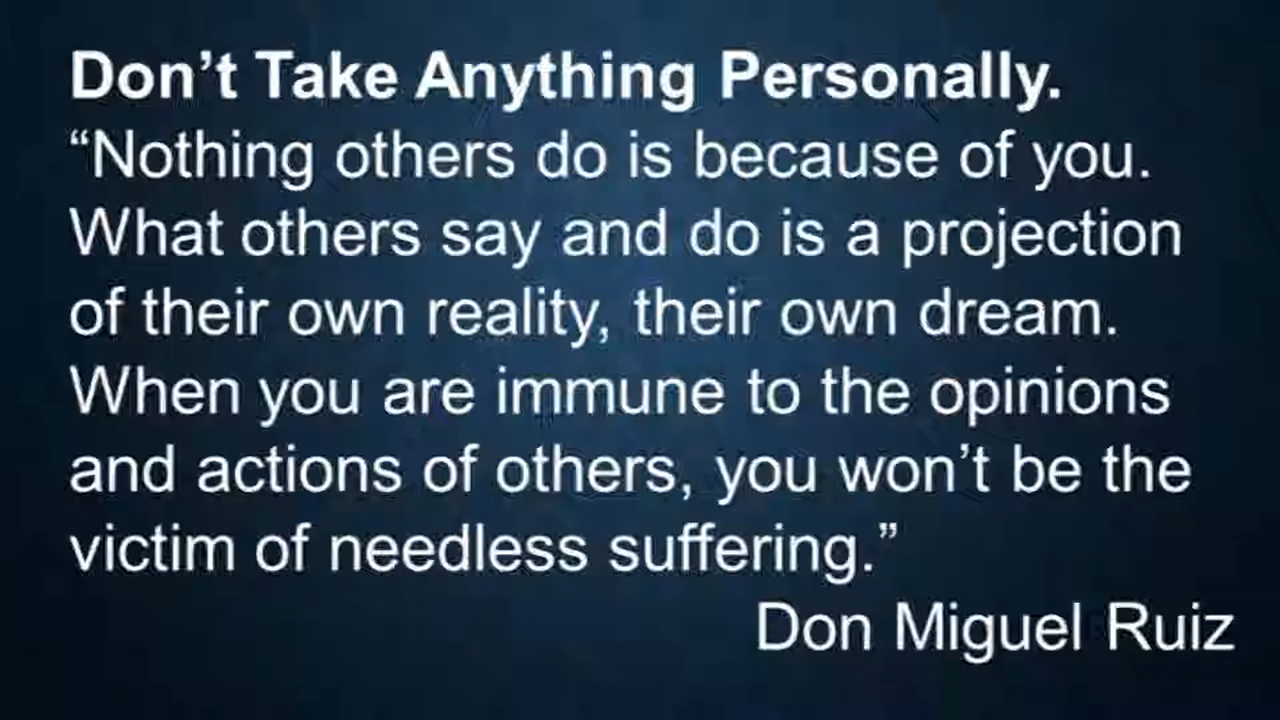 Don’t Take Anything Personally.
“Nothing others do is because of you.
What others say and do is a projection
of their own reality, their own dream.
When you are immune to the opinions
and actions of others, you won’t be the
victim of needless suffering.”
Don Miguel Ruiz